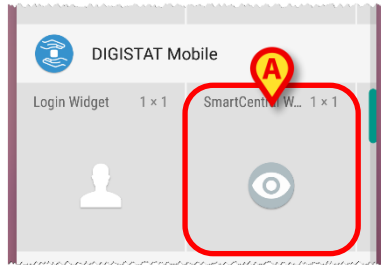 DIGISTAT Mobile
A
Login Widget 1 × 1 SmartCentral W... 1 × 1